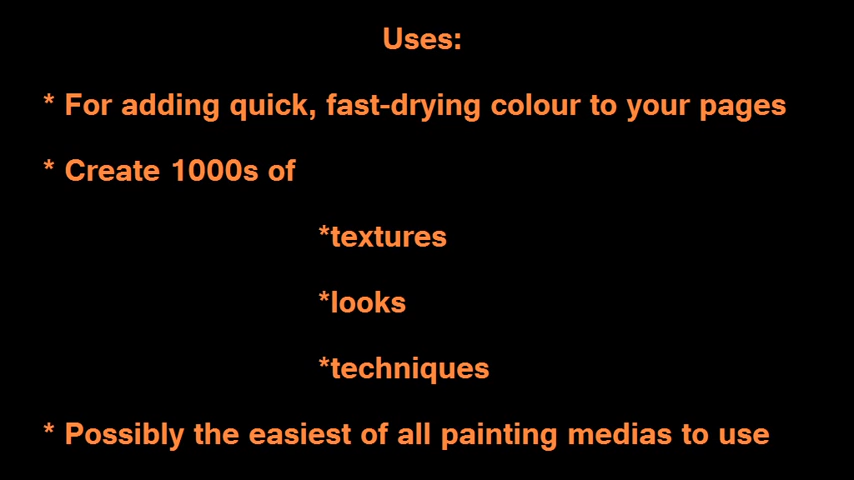 Uses:
* For adding quick, fast-drying colour to your pages
* Create 1000s of
*textures
*looks
*techniques
* Possibly the easiest of all painting medias to use